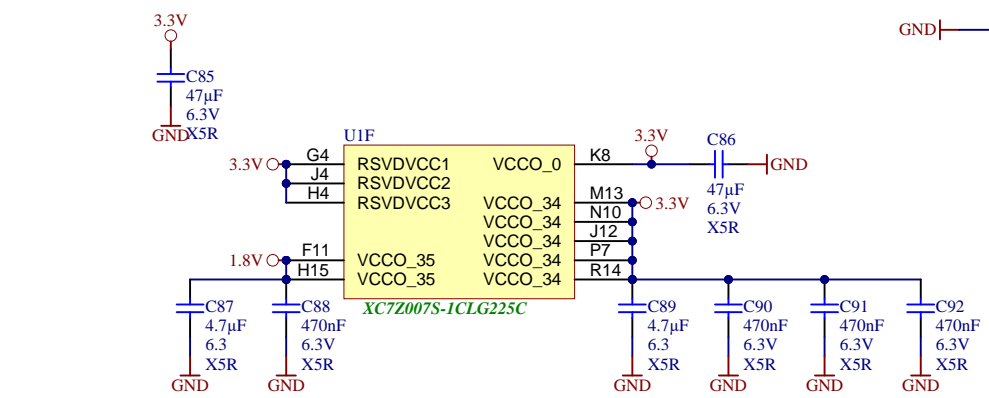 3.3V
GND
C85
47µF
6.3V
X5R
GND
U1F
3.3V
G4
RSVDVCC1
J4
RSVDVCC2
H4
RSVDVCC3
1.8V
F11
VCCO_35
H15
VCCO_35
VCCO_0
K8
3.3V
C86
GND
47µF
6.3V
X5R
VCCO_34
M13
3.3V
VCCO_34
N10
VCCO_34
J12
VCCO_34
P7
VCCO_34
R14
XC7Z007S-1CLG225C
C87
4.7µF
6.3
X5R
GND
C88
470nF
6.3V
X5R
GND
C89
4.7µF
6.3
X5R
GND
C90
470nF
6.3V
X5R
GND
C91
470nF
6.3V
X5R
GND
C92
470nF
6.3V
X5R
GND